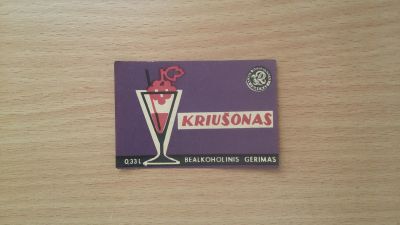 KRIUŠONAS
0,33 L
BEALKOHOLINIS GĖRIMAS